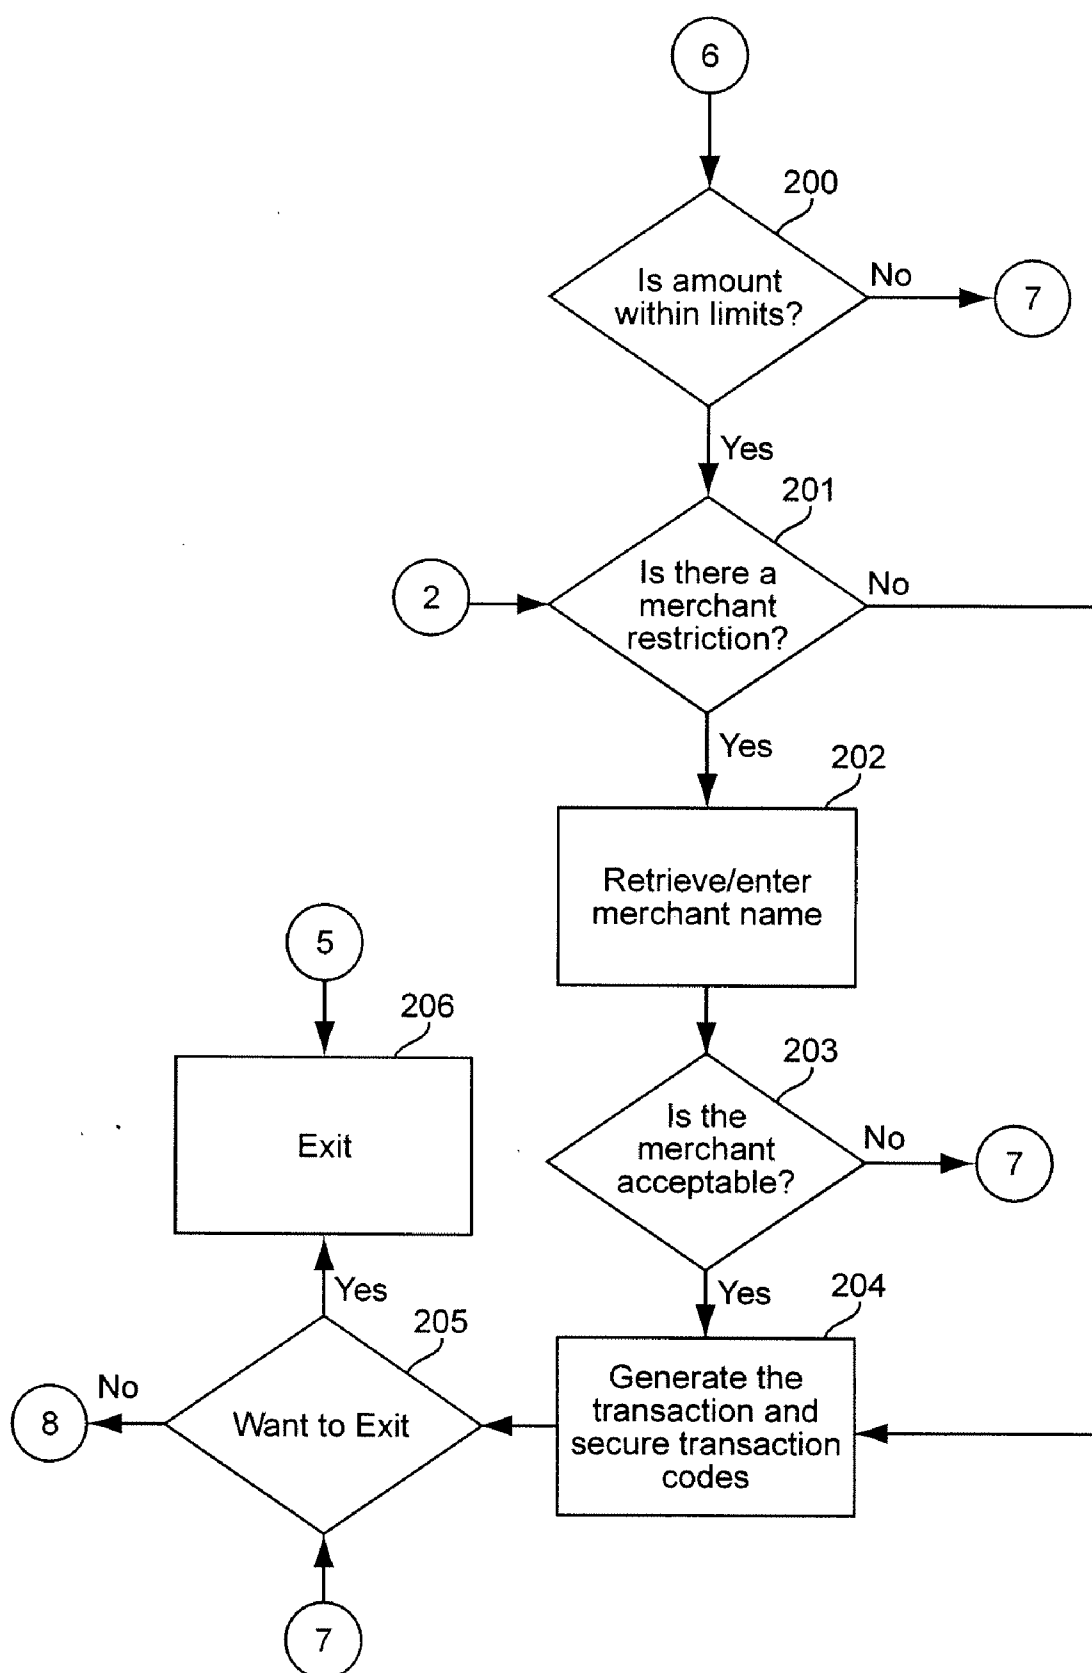 6
200
Is amount
within limits?
No
7
Yes
201
2
Is there a
merchant
restriction?
No
Yes
202
Retrieve/enter
merchant name
5
206
Exit
203
Is the
merchant
acceptable?
No
7
Yes
Yes
204
205
8
No
Want to Exit
Generate the
transaction and
secure transaction
codes
7